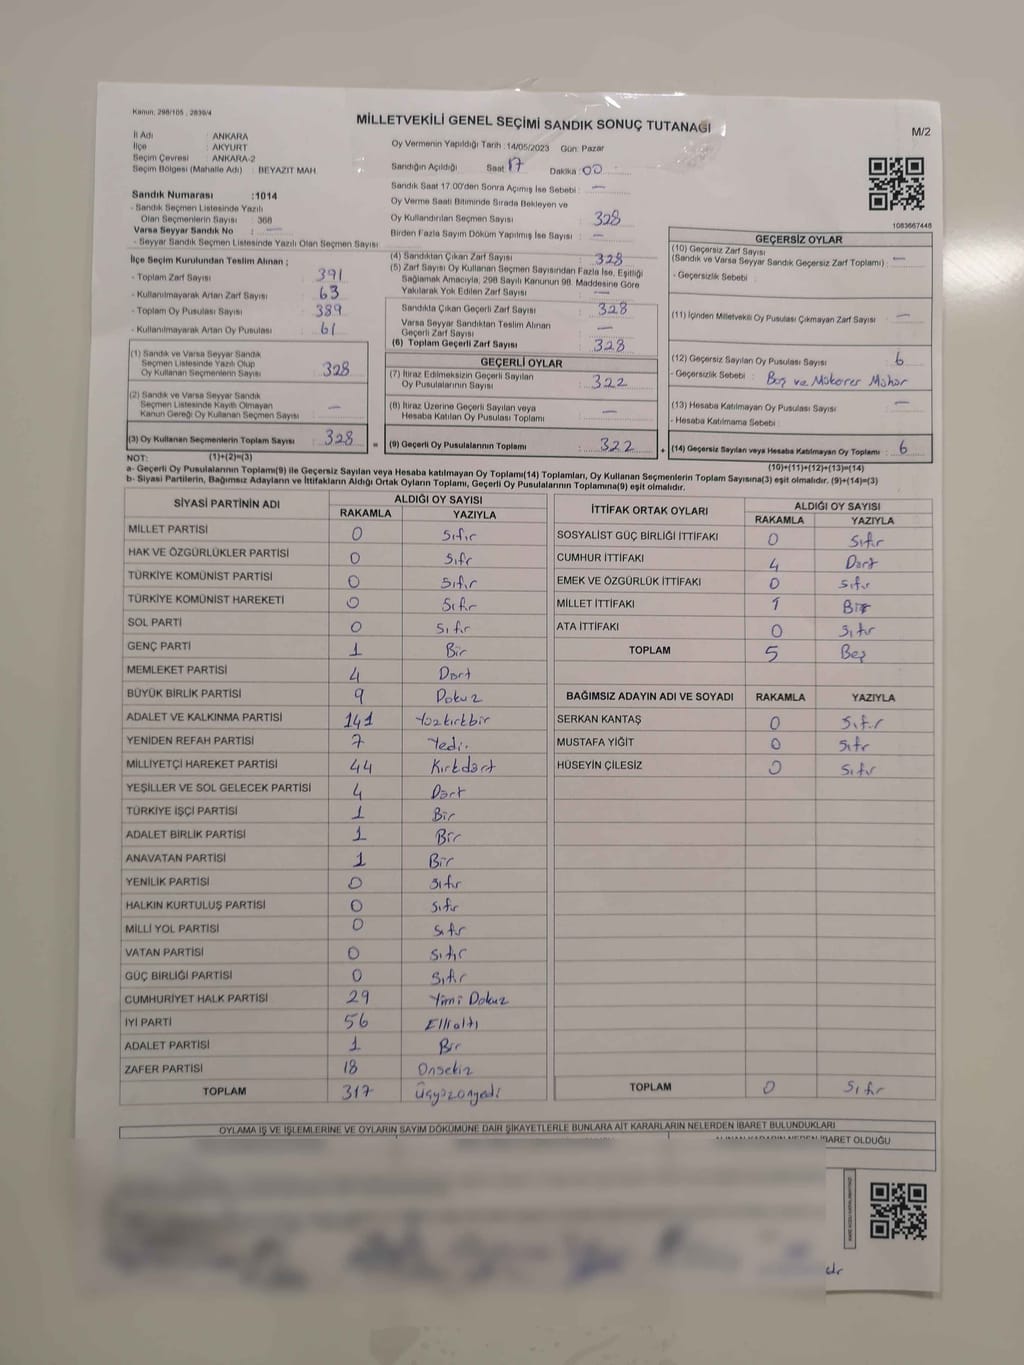 Kanun: 298/105 , 2839/4
MİLLETVEKİLİ GENEL SEÇİMİ SANDIK SONUÇ TUTANAĞI
M/2
İl Adı : ANKARA
İlçe : AKYURT
Seçim Çevresi : ANKARA-2
Seçim Bölgesi (Mahalle Adı) : BEYAZIT MAH.
Sandık Numarası :1014
- Sandık Seçmen Listesinde Yazılı
Olan Seçmenlerin Sayısı : 368
Varsa Seyyar Sandık No : —
- Seyyar Sandık Seçmen Listesinde Yazılı Olan Seçmen Sayısı
Oy Vermenin Yapıldığı Tarih :14/05/2023 Gün: Pazar
Sandığın Açıldığı Saat 17 Dakika 00
Sandık Saat 17.00'den Sonra Açılmış İse Sebebi : —
Oy Verme Saati Bitiminde Sırada Bekleyen ve
Oy Kullandırılan Seçmen Sayısı 328
Birden Fazla Sayım Döküm Yapılmış İse Sayısı : —
1083667448
İlçe Seçim Kurulundan Teslim Alınan ;
- Toplam Zarf Sayısı 391
- Kullanılmayarak Artan Zarf Sayısı 63
- Toplam Oy Pusulası Sayısı 389
- Kullanılmayarak Artan Oy Pusulası 61
(4) Sandıktan Çıkan Zarf Sayısı 328
(5) Zarf Sayısı Oy Kullanan Seçmen Sayısından Fazla İse, Eşitliği
Sağlamak Amacıyla, 298 Sayılı Kanunun 98. Maddesine Göre
Yakılarak Yok Edilen Zarf Sayısı —
Sandıkta Çıkan Geçerli Zarf Sayısı 328
Varsa Seyyar Sandıktan Teslim Alınan
Geçerli Zarf Sayısı —
(6) Toplam Geçerli Zarf Sayısı 328
GEÇERSİZ OYLAR
(10) Geçersiz Zarf Sayısı
(Sandık ve Varsa Seyyar Sandık Geçersiz Zarf Toplamı) : —
- Geçersizlik Sebebi :
(11) İçinden Milletvekili Oy Pusulası Çıkmayan Zarf Sayısı : —
(12) Geçersiz Sayılan Oy Pusulası Sayısı : 6
- Geçersizlik Sebebi : Boş ve Mükerer Mühür
(13) Hesaba Katılmayan Oy Pusulası Sayısı : —
- Hesaba Katılmama Sebebi :
(14) Geçersiz Sayılan veya Hesaba Katılmayan Oy Toplamı : 6
(10)+(11)+(12)+(13)=(14)
(1) Sandık ve Varsa Seyyar Sandık
Seçmen Listesinde Yazılı Olup
Oy Kullanan Seçmenlerin Sayısı 328
(2) Sandık ve Varsa Seyyar Sandık
Seçmen Listesinde Kayıtlı Olmayan
Kanun Gereği Oy Kullanan Seçmen Sayısı —
(3) Oy Kullanan Seçmenlerin Toplam Sayısı : 328 =
GEÇERLİ OYLAR
(7) İtiraz Edilmeksizin Geçerli Sayılan
Oy Pusulalarının Sayısı : 322
(8) İtiraz Üzerine Geçerli Sayılan veya
Hesaba Katılan Oy Pusulası Toplamı : —
(9) Geçerli Oy Pusulalarının Toplamı : 322 +
NOT: (1)+(2)=(3)
a- Geçerli Oy Pusulalarının Toplamı(9) ile Geçersiz Sayılan veya Hesaba katılmayan Oy Toplamı(14) Toplamları, Oy Kullanan Seçmenlerin Toplam Sayısına(3) eşit olmalıdır. (9)+(14)=(3)
b- Siyasi Partilerin, Bağımsız Adayların ve İttifakların Aldığı Ortak Oyların Toplamı, Geçerli Oy Pusulalarının Toplamına(9) eşit olmalıdır.
SİYASİ PARTİNİN ADI ALDIĞI OY SAYISI
RAKAMLA YAZIYLA
MİLLET PARTİSİ 0 Sıfır
HAK VE ÖZGÜRLÜKLER PARTİSİ 0 Sıfr
TÜRKİYE KOMÜNİST PARTİSİ 0 Sıfır
TÜRKİYE KOMÜNİST HAREKETİ 0 Sıfır
SOL PARTİ 0 Sıfır
GENÇ PARTİ 1 Bir
MEMLEKET PARTİSİ 4 Dört
BÜYÜK BİRLİK PARTİSİ 9 Dokuz
ADALET VE KALKINMA PARTİSİ 141 Yüzkırkbir
YENİDEN REFAH PARTİSİ 7 Yedi
MİLLİYETÇİ HAREKET PARTİSİ 44 Kırkdört
YEŞİLLER VE SOL GELECEK PARTİSİ 4 Dört
TÜRKİYE İŞÇİ PARTİSİ 1 Bir
ADALET BİRLİK PARTİSİ 1 Bir
ANAVATAN PARTİSİ 1 Bir
YENİLİK PARTİSİ 0 Sıfır
HALKIN KURTULUŞ PARTİSİ 0 Sıfır
MİLLİ YOL PARTİSİ 0 Sıfır
VATAN PARTİSİ 0 Sıfır
GÜÇ BİRLİĞİ PARTİSİ 0 Sıfır
CUMHURİYET HALK PARTİSİ 29 Yirmi Dokuz
İYİ PARTİ 56 Ellialtı
ADALET PARTİSİ 1 Bir
ZAFER PARTİSİ 18 Onsekiz
TOPLAM 317 Üçyüzonyedi
İTTİFAK ORTAK OYLARI ALDIĞI OY SAYISI
RAKAMLA YAZIYLA
SOSYALİST GÜÇ BİRLİĞİ İTTİFAKI 0 Sıfır
CUMHUR İTTİFAKI 4 Dört
EMEK VE ÖZGÜRLÜK İTTİFAKI 0 Sıfır
MİLLET İTTİFAKI 1 Bir
ATA İTTİFAKI 0 Sıfır
TOPLAM 5 Beş
BAĞIMSIZ ADAYIN ADI VE SOYADI RAKAMLA YAZIYLA
SERKAN KANTAŞ 0 Sıfır
MUSTAFA YİĞİT 0 Sıfır
HÜSEYİN ÇİLESİZ 0 Sıfır
TOPLAM 0 Sıfır
OYLAMA İŞ VE İŞLEMLERİNE VE OYLARIN SAYIM DÖKÜMÜNE DAİR ŞİKAYETLERLE BUNLARA AİT KARARLARIN NELERDEN İBARET BULUNDUKLARI
İBARET OLDUĞU